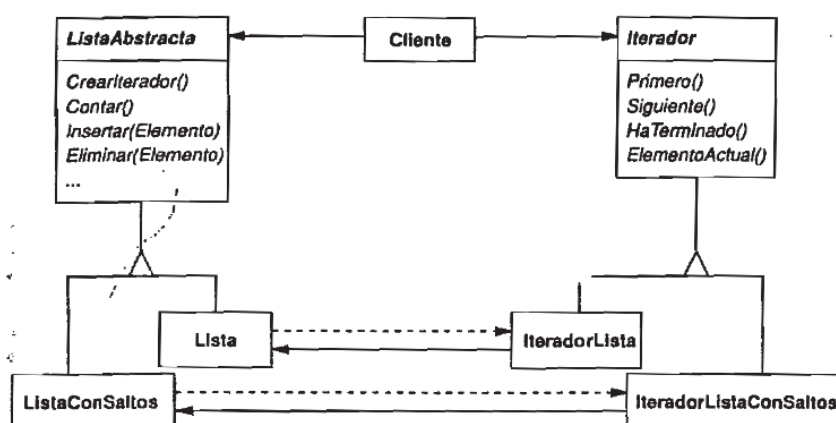 ListaAbstracta
CrearIterador()
Contar()
Insertar(Elemento)
Eliminar(Elemento)
...
Cliente
Iterador
Primero()
Siguiente()
HaTerminado()
ElementoActual()
Lista
IteradorLista
ListaConSaltos
IteradorListaConSaltos